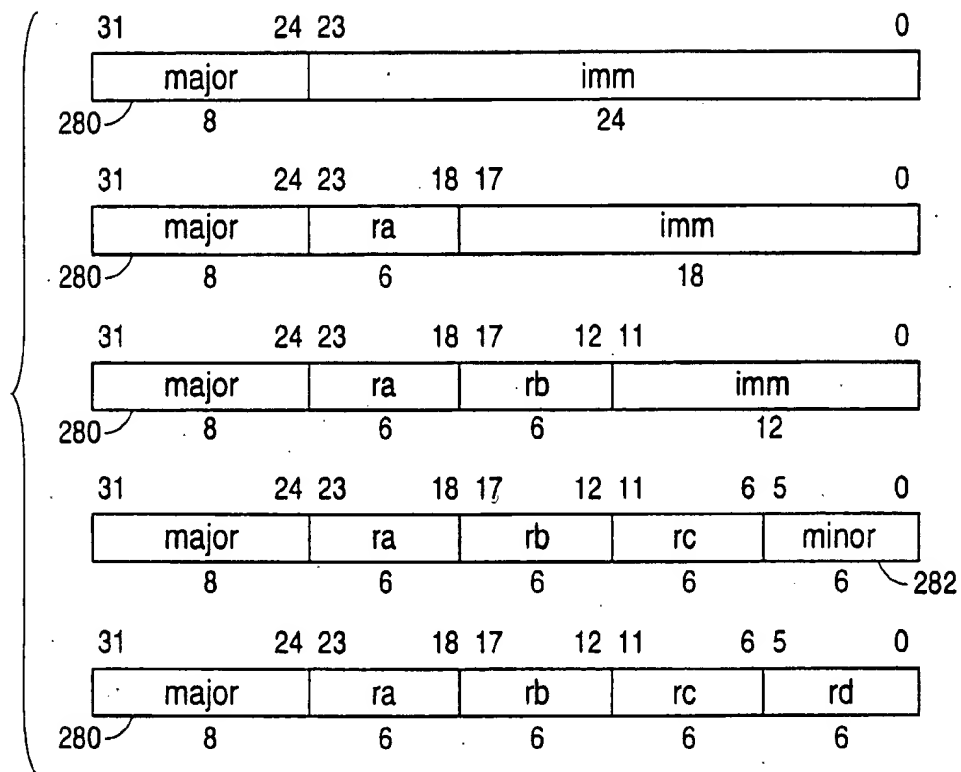 31 24 23 0
major imm
280 8 24
31 24 23 18 17 0
major ra imm
280 8 6 18
31 24 23 18 17 12 11 0
major ra rb imm
280 8 6 6 12
31 24 23 18 17 12 11 6 5 0
major ra rb rc minor
8 6 6 6 6 282
31 24 23 18 17 12 11 6 5 0
major ra rb rc rd
280 8 6 6 6 6